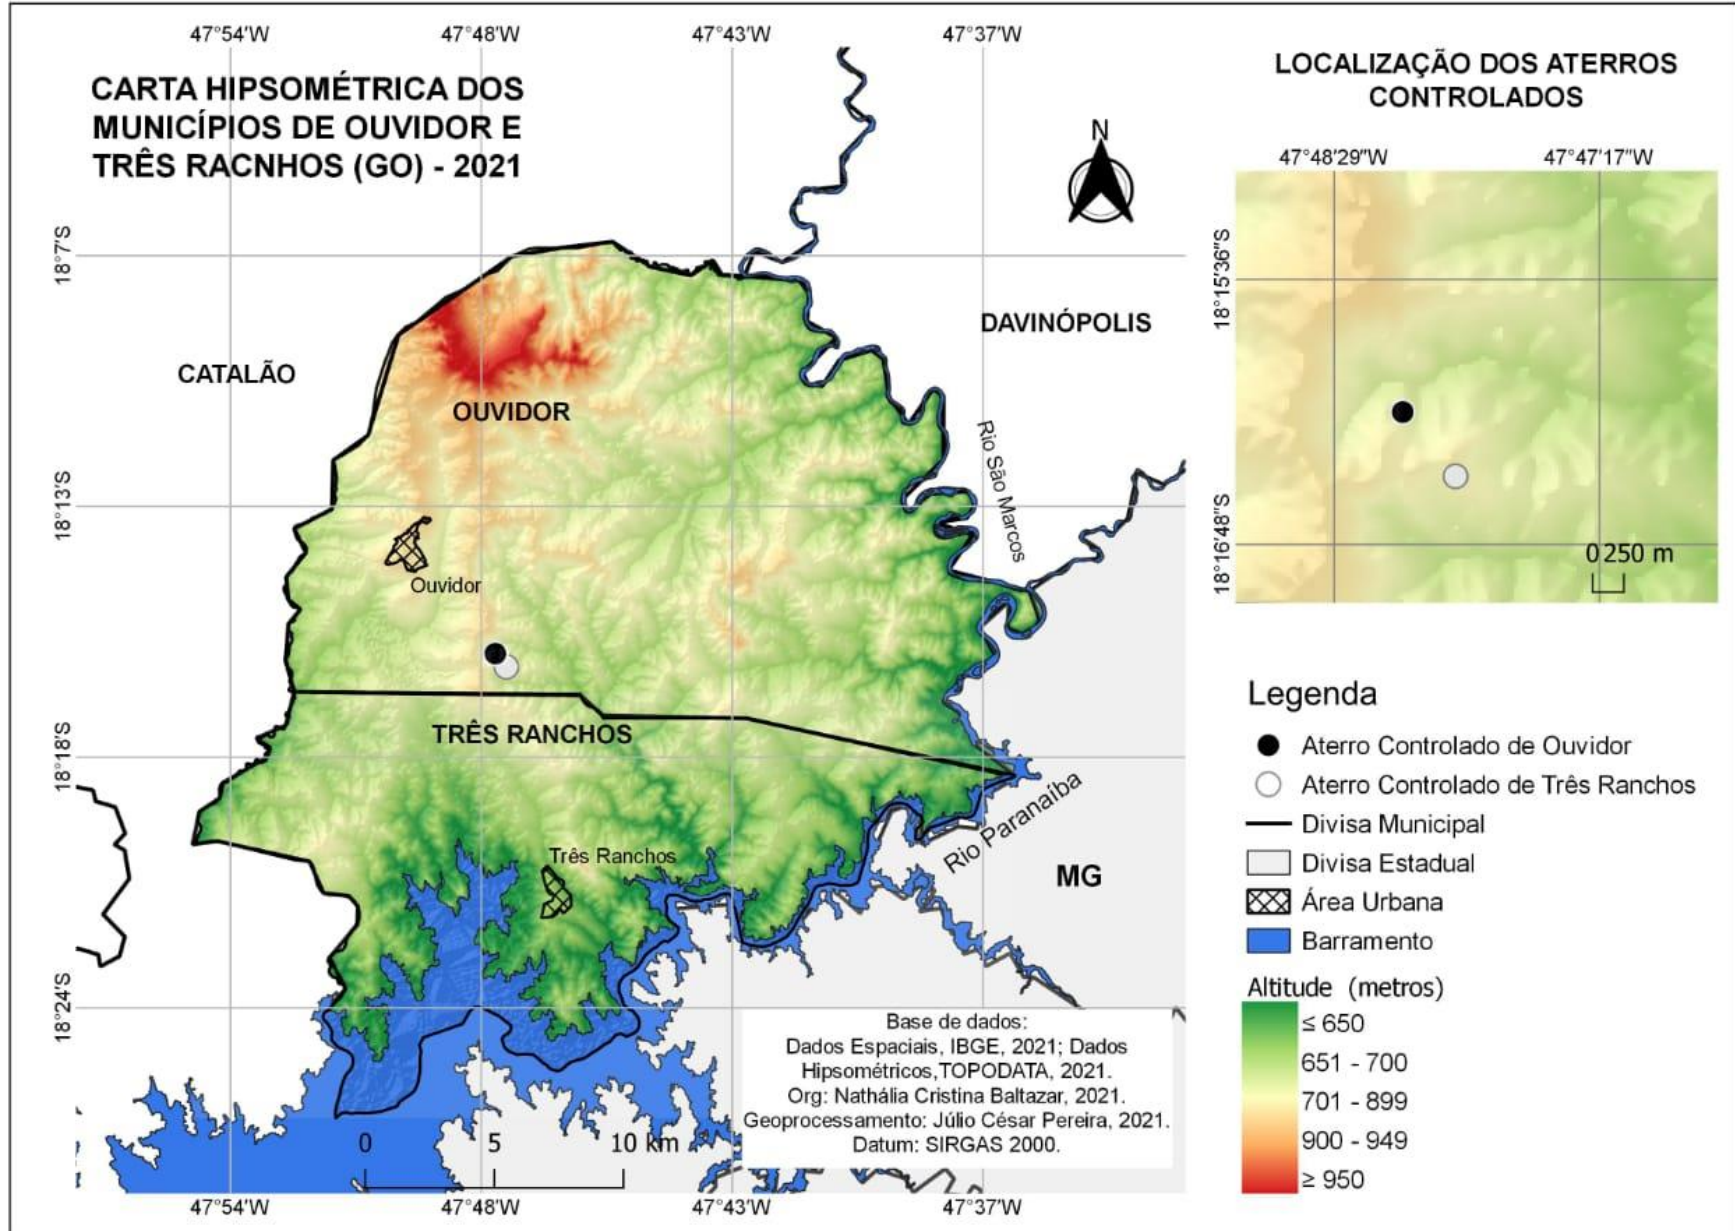 47°54'W
47°48'W
47°43'W
47°37'W
CARTA HIPSOMÉTRICA DOS
MUNICÍPIOS DE OUVIDOR E
TRÊS RACNHOS (GO) - 2021
N
18°7'S
18°13'S
18°18'S
18°24'S
CATALÃO
OUVIDOR
DAVINÓPOLIS
Rio São Marcos
Ouvidor
TRÊS RANCHOS
Três Ranchos
Rio Paranaíba
MG
Base de dados:
Dados Espaciais, IBGE, 2021; Dados
Hipsométricos,TOPODATA, 2021.
Org: Nathália Cristina Baltazar, 2021.
Geoprocessamento: Júlio César Pereira, 2021.
Datum: SIRGAS 2000.
0 5 10 km
47°54'W
47°48'W
47°43'W
47°37'W
LOCALIZAÇÃO DOS ATERROS
CONTROLADOS
47°48'29"W
47°47'17"W
18°15'36"S
18°16'48"S
0 250 m
Legenda
Aterro Controlado de Ouvidor
Aterro Controlado de Três Ranchos
Divisa Municipal
Divisa Estadual
Área Urbana
Barramento
Altitude (metros)
≤ 650
651 - 700
701 - 899
900 - 949
≥ 950